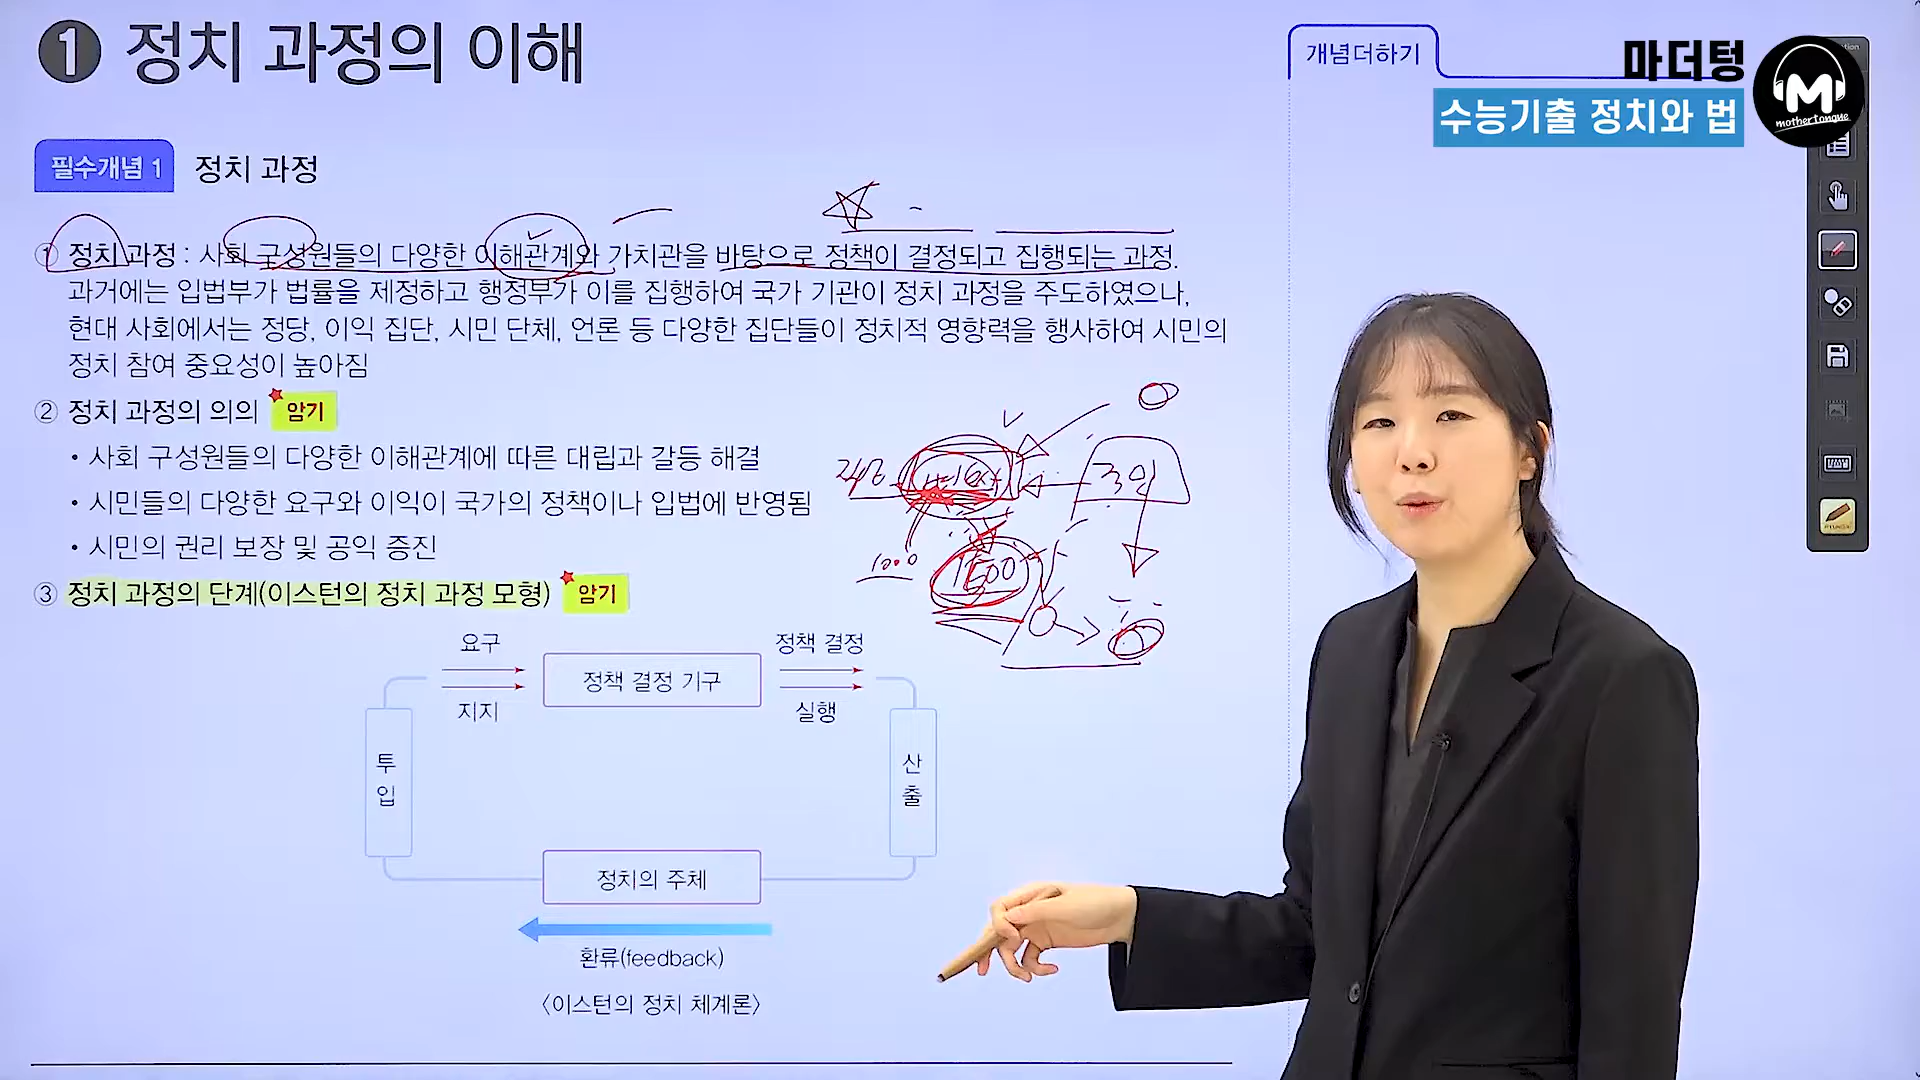 ❶ 정치 과정의 이해
개념더하기
마더텅
수능기출 정치와 법
M
mothertongue
필수개념 1 정치 과정
① 정치 과정 : 사회 구성원들의 다양한 이해관계와 가치관을 바탕으로 정책이 결정되고 집행되는 과정.
과거에는 입법부가 법률을 제정하고 행정부가 이를 집행하여 국가 기관이 정치 과정을 주도하였으나,
현대 사회에서는 정당, 이익 집단, 시민 단체, 언론 등 다양한 집단들이 정치적 영향력을 행사하여 시민의
정치 참여 중요성이 높아짐
② 정치 과정의 의의 암기
• 사회 구성원들의 다양한 이해관계에 따른 대립과 갈등 해결
• 시민들의 다양한 요구와 이익이 국가의 정책이나 입법에 반영됨
• 시민의 권리 보장 및 공익 증진
1000
1500
③ 정치 과정의 단계(이스턴의 정치 과정 모형) 암기
요구
정책 결정
정책 결정 기구
지지
실행
투입
산출
정치의 주체
환류(feedback)
〈이스턴의 정치 체계론〉